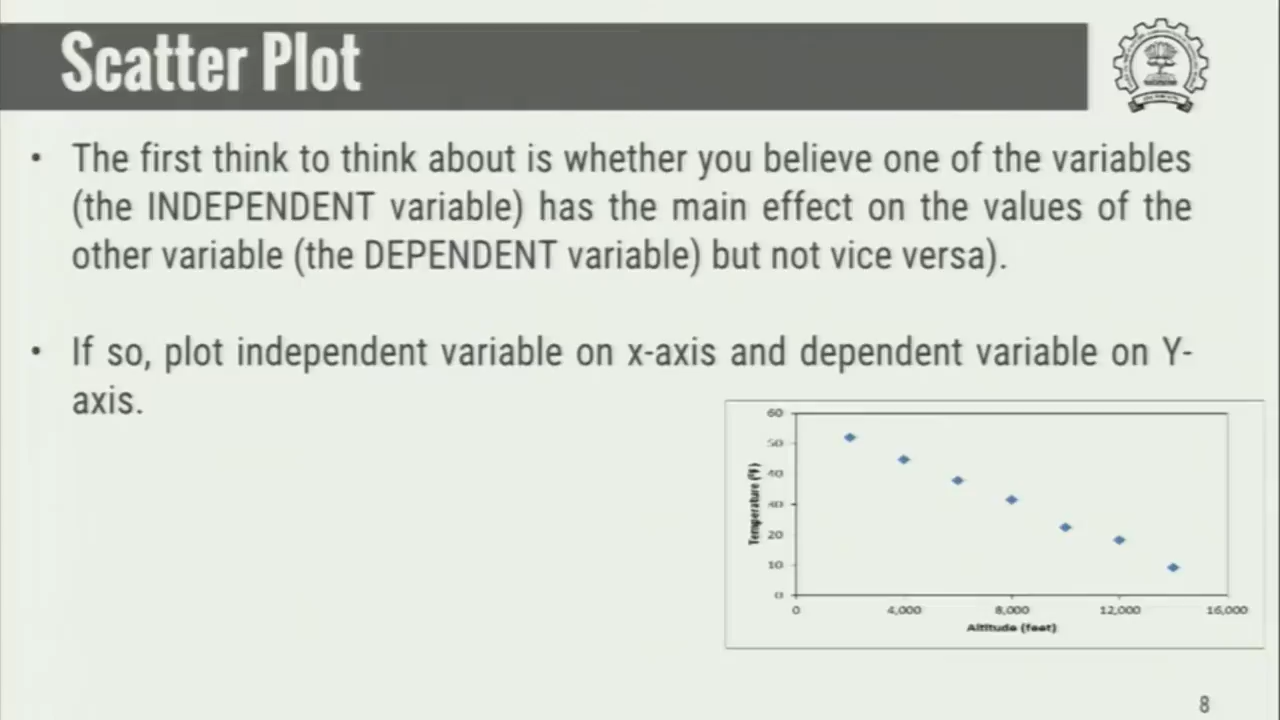 Scatter Plot
• The first think to think about is whether you believe one of the variables
(the INDEPENDENT variable) has the main effect on the values of the
other variable (the DEPENDENT variable) but not vice versa).
• If so, plot independent variable on x-axis and dependent variable on Y-
axis.
60
50
40
20
10
0
Temperature (ºF)
0 4,000 8,000 12,000 16,000
Altitude (feet)
8